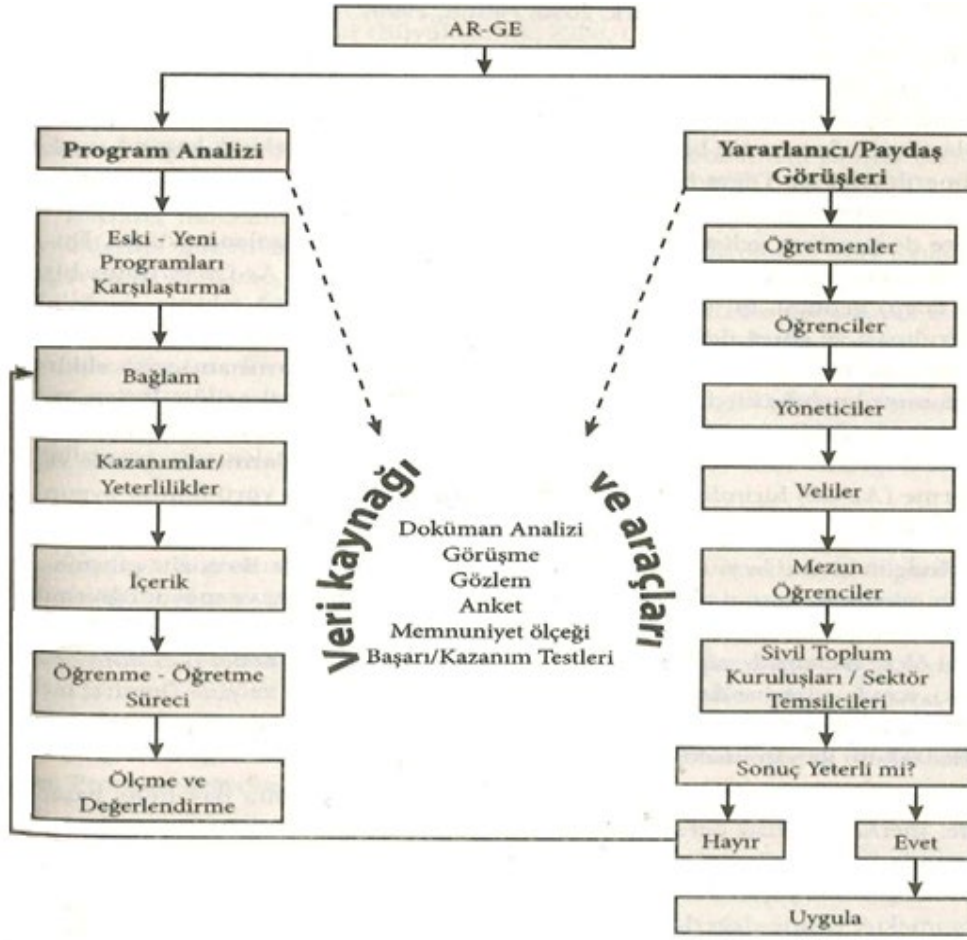 AR-GE
Program Analizi
Eski - Yeni
Programları
Karşılaştırma
Bağlam
Kazanımlar/
Yeterlilikler
İçerik
Öğrenme - Öğretme
Süreci
Ölçme ve
Değerlendirme
Veri kaynağı
ve araçları
Doküman Analizi
Görüşme
Gözlem
Anket
Memnuniyet ölçeği
Başarı/Kazanım Testleri
Yararlanıcı/Paydaş
Görüşleri
Öğretmenler
Öğrenciler
Yöneticiler
Veliler
Mezun
Öğrenciler
Sivil Toplum
Kuruluşları / Sektör
Temsilcileri
Sonuç Yeterli mi?
Hayır
Evet
Uygula